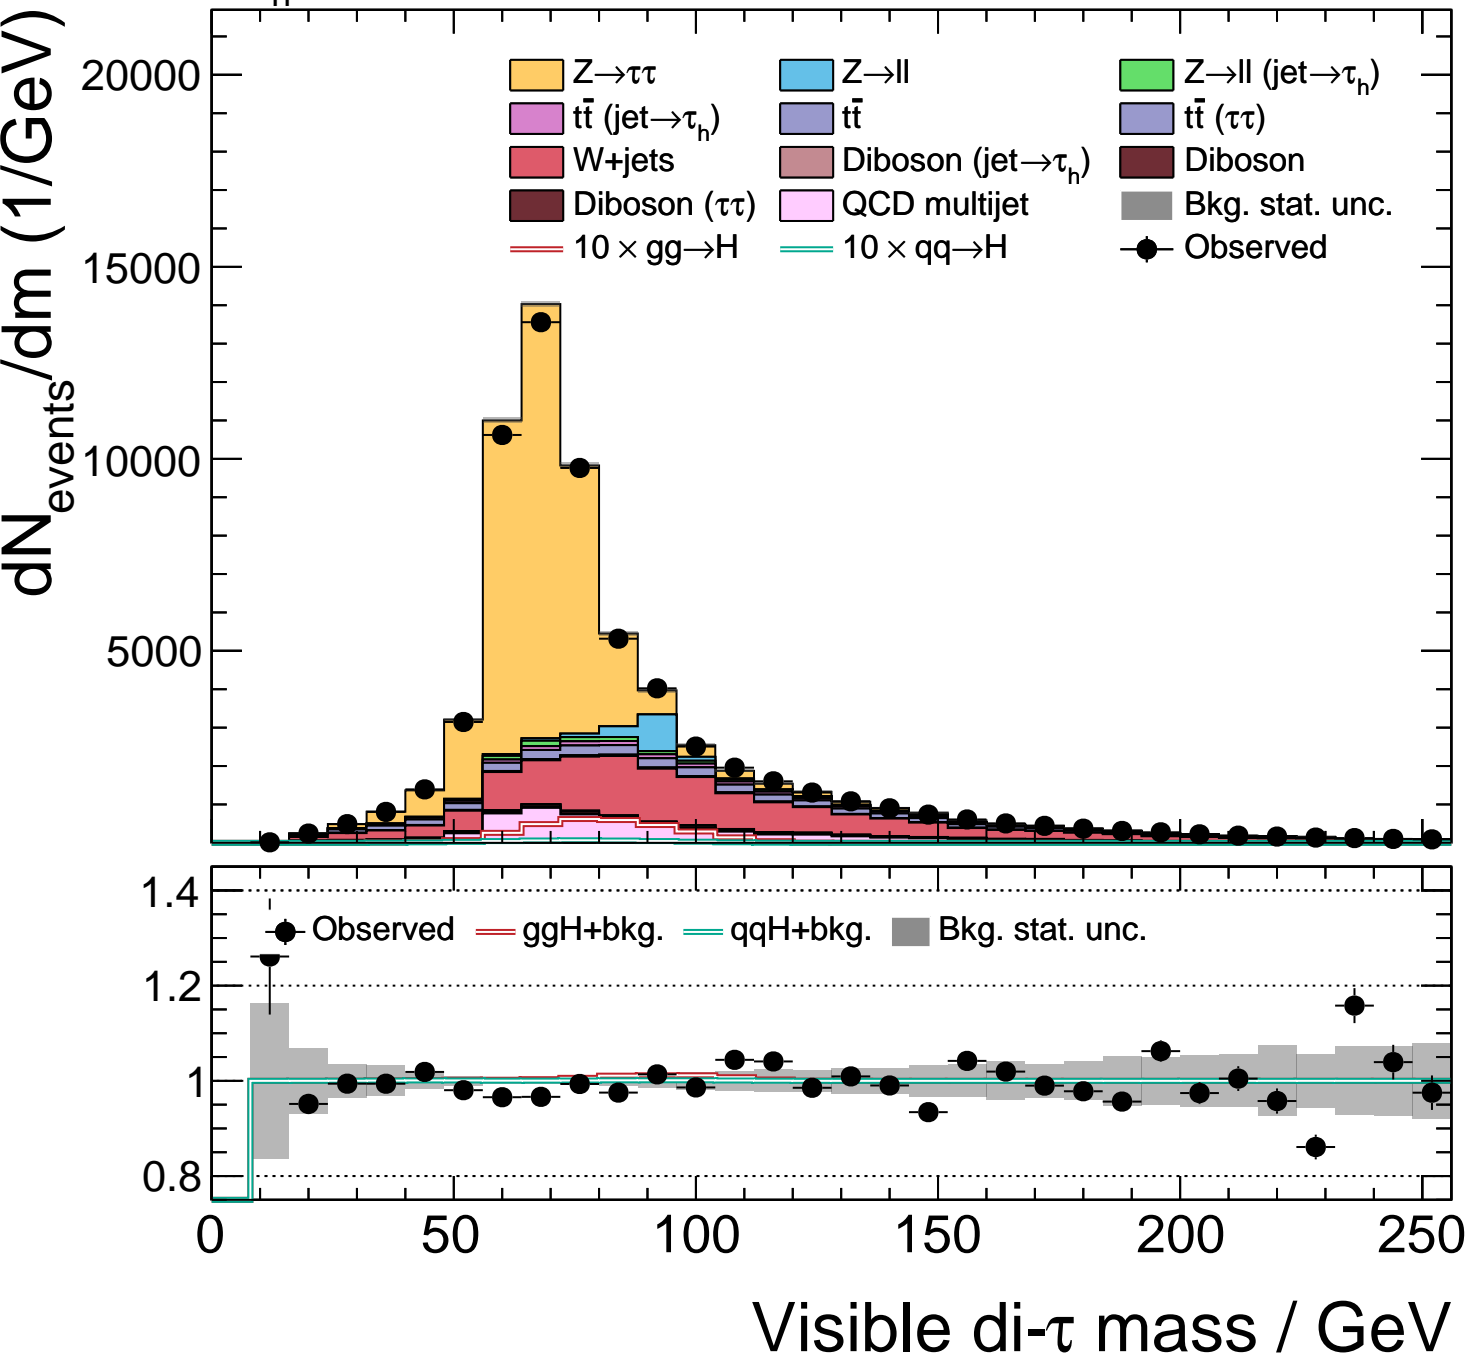 dN_events/dm (1/GeV)
20000
15000
10000
5000
Z→ττ
Z→ll
Z→ll (jet→τ_h)
tt̄ (jet→τ_h)
tt̄
tt̄ (ττ)
W+jets
Diboson (jet→τ_h)
Diboson
Diboson (ττ)
QCD multijet
Bkg. stat. unc.
10 × gg→H
10 × qq→H
Observed
1.4
1.2
1
0.8
Observed
ggH+bkg.
qqH+bkg.
Bkg. stat. unc.
0 50 100 150 200 250
Visible di-τ mass / GeV